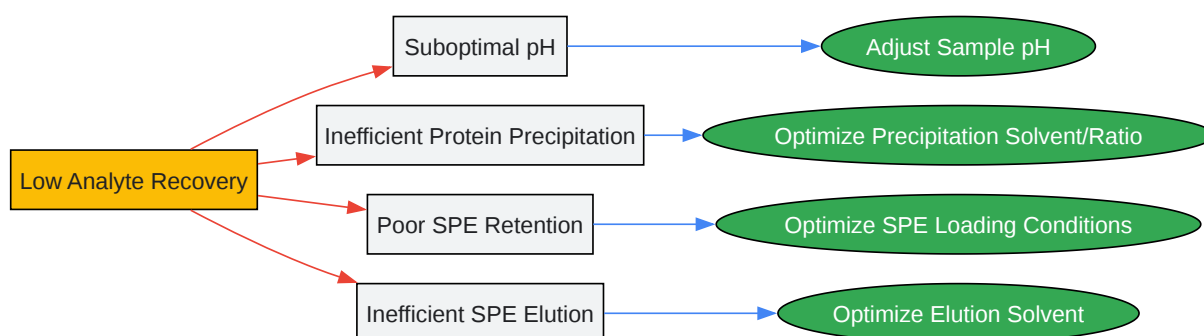 Suboptimal pH
Adjust Sample pH
Inefficient Protein Precipitation
Optimize Precipitation Solvent/Ratio
Low Analyte Recovery
Poor SPE Retention
Optimize SPE Loading Conditions
Inefficient SPE Elution
Optimize Elution Solvent